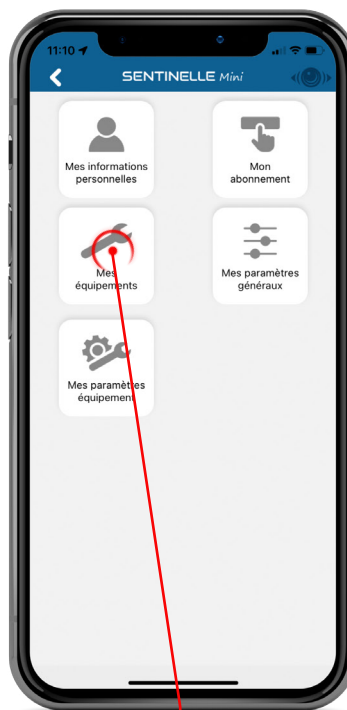 11:10
SENTINELLE Mini
Mes informations
personnelles
Mon
abonnement
Mes
équipements
Mes paramètres
généraux
Mes paramètres
équipement